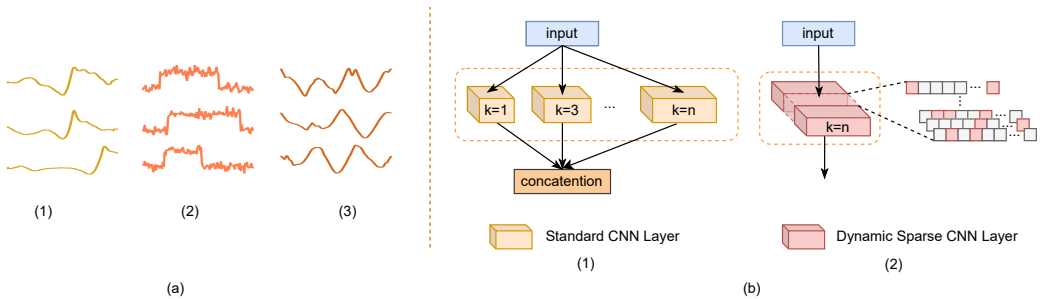 (1)
(2)
(3)
(a)
input
k=1
k=3
...
k=n
concatention
Standard CNN Layer
(1)
input
k=n
...
...
...
...
Dynamic Sparse CNN Layer
(2)
(b)